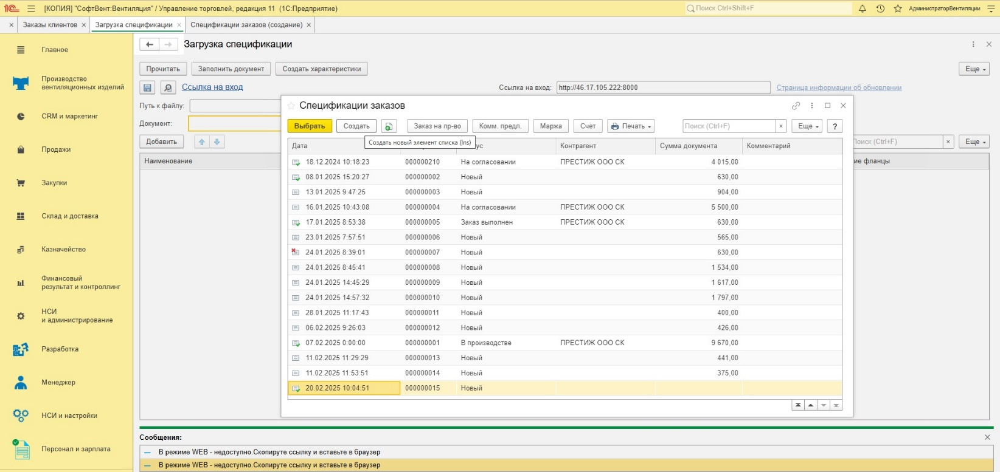 1С [КОПИЯ] "СофтВент:Вентиляция" / Управление торговлей, редакция 11 (1С:Предприятие) Поиск Ctrl+Shift+F АдминистраторВентиляции
× Заказы клиентов × Загрузка спецификации × Спецификации заказов (создание) ×
Главное
Производство
вентиляционных изделий
CRM и маркетинг
Продажи
Закупки
Склад и доставка
Казначейство
Финансовый
результат и контроллинг
НСИ
и администрирование
Разработка
Менеджер
НСИ и настройки
Персонал и зарплата
Загрузка спецификации
Прочитать Заполнить документ Создать характеристики Еще
Ссылка на вход Ссылка на вход: http://46.17.105.222:8000 Страница информации об обновлении
Путь к файлу:
Документ:
Добавить Поиск (Ctrl+F) × Еще
Наименование ие фланцы
Спецификации заказов
Выбрать Создать Заказ на пр-во Комм. предл. Маржа Счет Печать Поиск (Ctrl+F) × Еще ?
Создать новый элемент списка (Ins)
Дата ус Контрагент Сумма документа Комментарий
18.12.2024 10:18:23 000000210 На согласовании ПРЕСТИЖ ООО СК 4 015,00
08.01.2025 15:20:27 000000002 Новый 630,00
13.01.2025 9:47:25 000000003 Новый 904,00
16.01.2025 10:43:08 000000004 На согласовании ПРЕСТИЖ ООО СК 5 500,00
17.01.2025 8:53:38 000000005 Заказ выполнен ПРЕСТИЖ ООО СК 630,00
23.01.2025 7:57:51 000000006 Новый 565,00
24.01.2025 8:39:01 000000007 Новый 630,00
24.01.2025 8:45:41 000000008 Новый 1 534,00
24.01.2025 14:45:29 000000009 Новый 1 617,00
24.01.2025 14:57:32 000000010 Новый 1 797,00
28.01.2025 11:17:43 000000011 Новый 400,00
06.02.2025 9:26:03 000000012 Новый 426,00
07.02.2025 0:00:00 000000001 В производстве ПРЕСТИЖ ООО СК 9 670,00
11.02.2025 11:29:29 000000013 Новый 441,00
11.02.2025 11:53:51 000000014 Новый 375,00
20.02.2025 10:04:51 000000015 Новый
Сообщения:
В режиме WEB - недоступно.Скопируте ссылку и вставьте в браузер
В режиме WEB - недоступно.Скопируте ссылку и вставьте в браузер